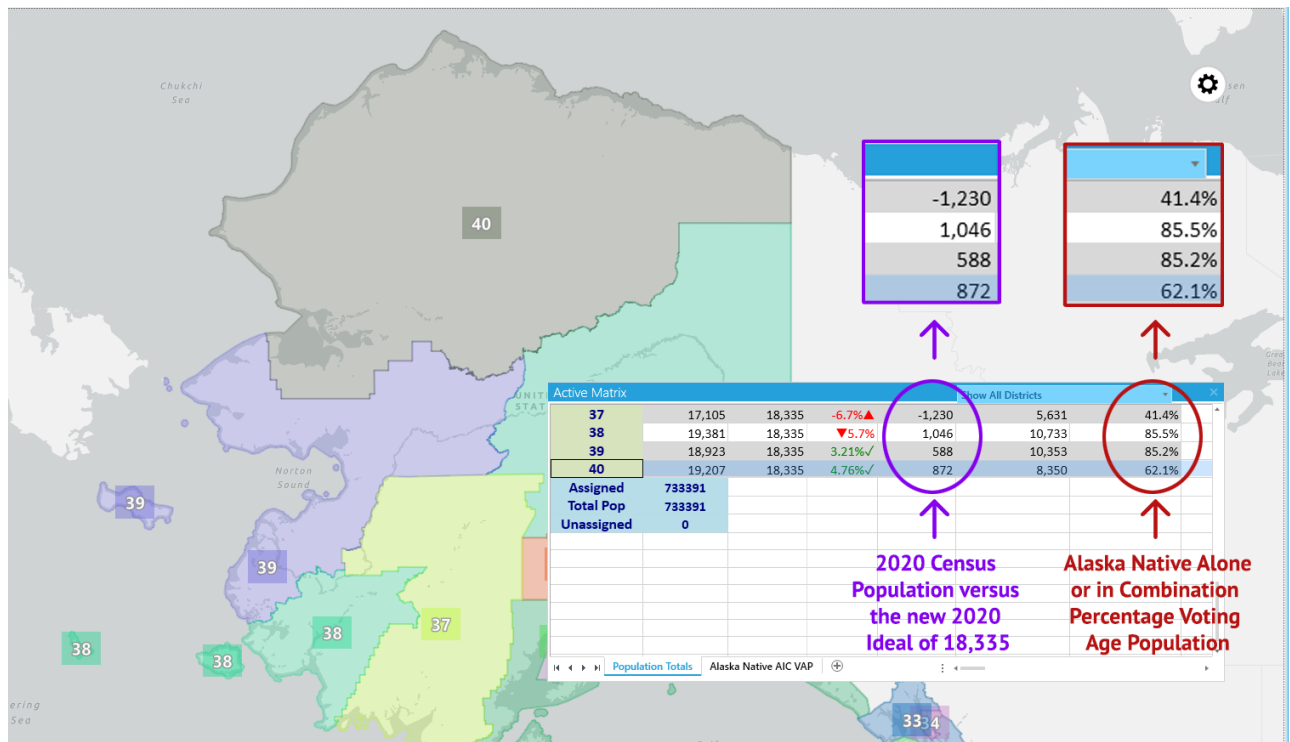 Chukchi
Sea
40
-1,230 41.4%
1,046 85.5%
588 85.2%
872 62.1%
Great
Bear
Lake
UNIT
STAT
Active Matrix Show All Districts
37 17,105 18,335 -6.7%▲ -1,230 5,631 41.4%
38 19,381 18,335 ▼5.7% 1,046 10,733 85.5%
39 18,923 18,335 3.21%✓ 588 10,353 85.2%
40 19,207 18,335 4.76%✓ 872 8,350 62.1%
Assigned 733391
Total Pop 733391
Unassigned 0
Norton
Sound
39
39
38
38
38
37
2020 Census
Population versus
the new 2020
Ideal of 18,335
Alaska Native Alone
or in Combination
Percentage Voting
Age Population
Population Totals Alaska Native AIC VAP
ering
Sea
33
34